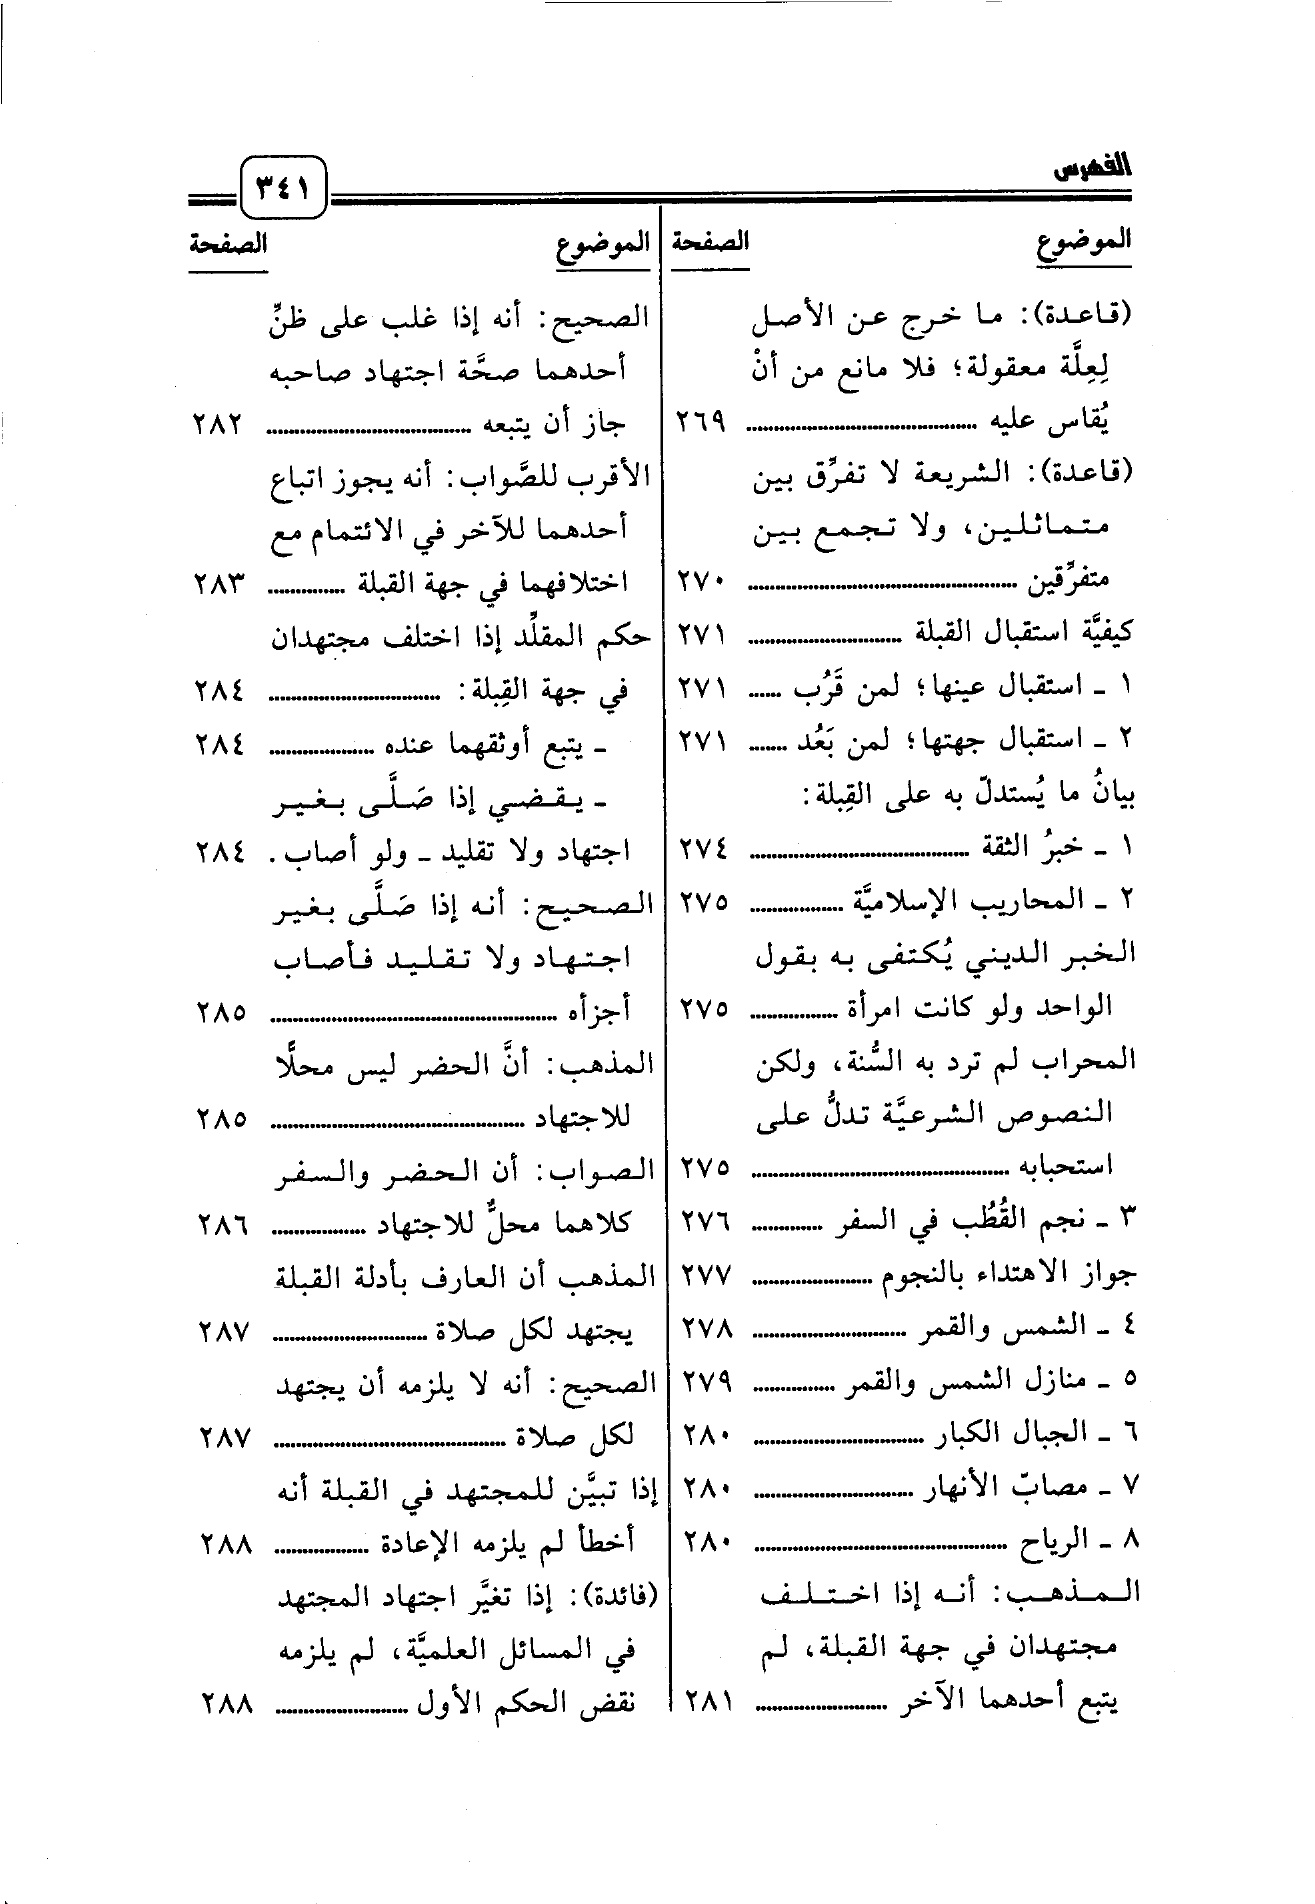 الفهرس
٣٤١
الموضوع الصفحة
(قاعدة): ما خرج عن الأصل
لِعِلَّة معقولة؛ فلا مانع من أنْ
يُقاس عليه ٢٦٩
(قاعدة): الشريعة لا تفرِّق بين
متماثلين، ولا تجمع بين
متفرِّقين ٢٧٠
كيفيَّة استقبال القبلة ٢٧١
١ ـ استقبال عينها؛ لمن قَرُب ٢٧١
٢ ـ استقبال جهتها؛ لمن بَعُد ٢٧١
بيانُ ما يُستدلّ به على القِبلة:
١ ـ خبرُ الثقة ٢٧٤
٢ ـ المحاريب الإسلاميَّة ٢٧٥
الخبر الديني يُكتفى به بقول
الواحد ولو كانت امرأة ٢٧٥
المحراب لم ترد به السُّنة، ولكن
النصوص الشرعيَّة تدلُّ على
استحبابه ٢٧٥
٣ ـ نجم القُطْب في السفر ٢٧٦
جواز الاهتداء بالنجوم ٢٧٧
٤ ـ الشمس والقمر ٢٧٨
٥ ـ منازل الشمس والقمر ٢٧٩
٦ ـ الجبال الكبار ٢٨٠
٧ ـ مصابّ الأنهار ٢٨٠
٨ ـ الرياح ٢٨٠
المذهب: أنه إذا اختلف
مجتهدان في جهة القبلة، لم
يتبع أحدهما الآخر ٢٨١
الموضوع الصفحة
الصحيح: أنه إذا غلب على ظنِّ
أحدهما صحَّة اجتهاد صاحبه
جاز أن يتبعه ٢٨٢
الأقرب للصَّواب: أنه يجوز اتباع
أحدهما للآخر في الائتمام مع
اختلافهما في جهة القبلة ٢٨٣
حكم المقلِّد إذا اختلف مجتهدان
في جهة القِبلة: ٢٨٤
ـ يتبع أوثقهما عنده ٢٨٤
ـ يقضي إذا صَلَّى بغير
اجتهاد ولا تقليد ـ ولو أصاب . ٢٨٤
الصحيح: أنه إذا صَلَّى بغير
اجتهاد ولا تقليد فأصاب
أجزأه ٢٨٥
المذهب: أنَّ الحضر ليس محلًّا
للاجتهاد ٢٨٥
الصواب: أن الحضر والسفر
كلاهما محلٌّ للاجتهاد ٢٨٦
المذهب أن العارف بأدلة القبلة
يجتهد لكل صلاة ٢٨٧
الصحيح: أنه لا يلزمه أن يجتهد
لكل صلاة ٢٨٧
إذا تبيَّن للمجتهد في القبلة أنه
أخطأ لم يلزمه الإعادة ٢٨٨
(فائدة): إذا تغيَّر اجتهاد المجتهد
في المسائل العلميَّة، لم يلزمه
نقض الحكم الأول ٢٨٨